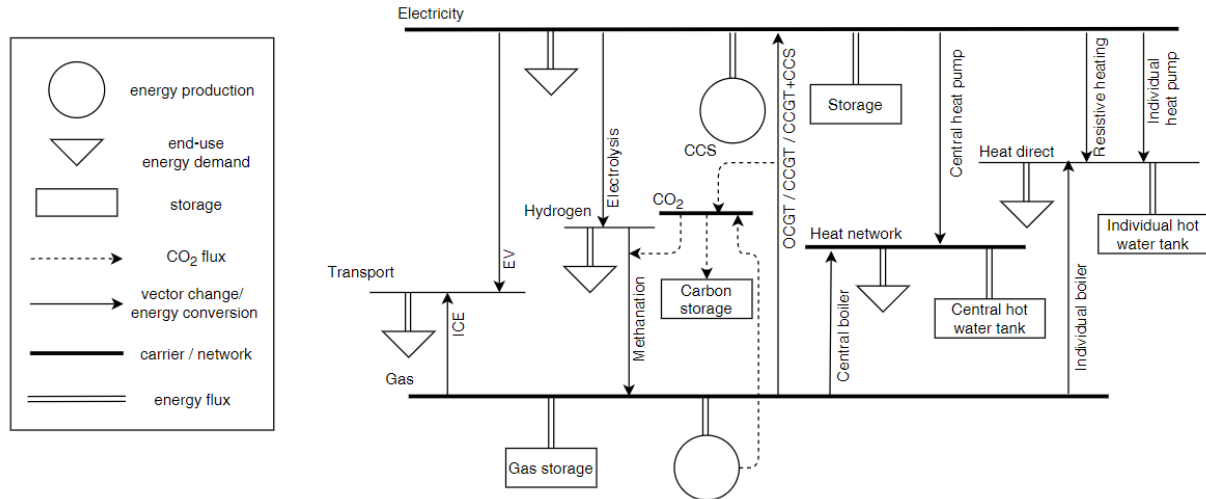 energy production
end-use
energy demand
storage
CO2 flux
vector change/
energy conversion
carrier / network
energy flux
Electricity
EV
Electrolysis
CCS
OCGT / CCGT / CCGT+CCS
Storage
Central heat pump
Resistive heating
Individual
heat pump
Heat direct
Individual hot
water tank
Hydrogen
CO2
Carbon
storage
Heat network
Central hot
water tank
Transport
ICE
Methanation
Central boiler
Individual boiler
Gas
Gas storage